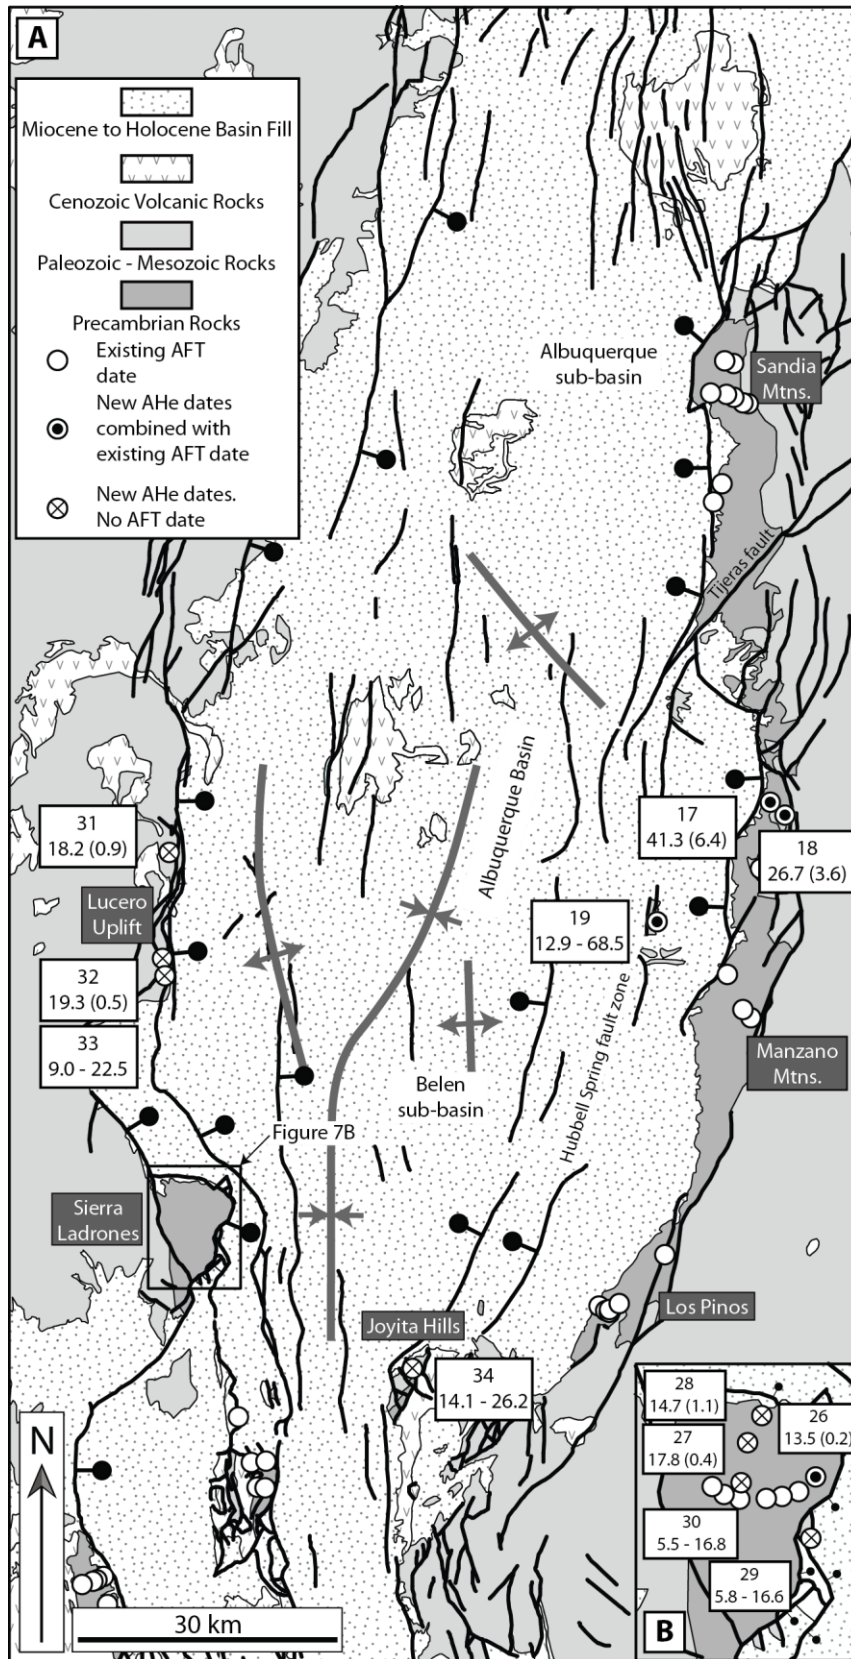 A
Miocene to Holocene Basin Fill
Cenozoic Volcanic Rocks
Paleozoic - Mesozoic Rocks
Precambrian Rocks
Existing AFT
date
New AHe dates
combined with
existing AFT date
New AHe dates.
No AFT date
Albuquerque
sub-basin
Sandia
Mtns.
Tijeras fault
Albuquerque Basin
17
41.3 (6.4)
18
26.7 (3.6)
31
18.2 (0.9)
Lucero
Uplift
19
12.9 - 68.5
32
19.3 (0.5)
33
9.0 - 22.5
Hubbell Spring fault zone
Manzano
Mtns.
Belen
sub-basin
Figure 7B
Sierra
Ladrones
Joyita Hills
Los Pinos
34
14.1 - 26.2
28
14.7 (1.1)
26
13.5 (0.2)
27
17.8 (0.4)
30
5.5 - 16.8
29
5.8 - 16.6
B
N
30 km